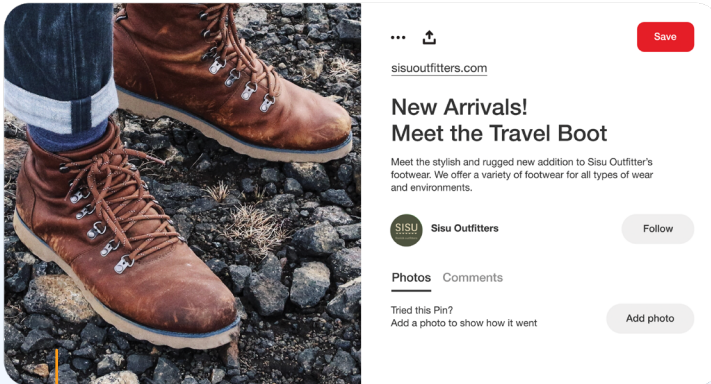 Save
sisuoutfitters.com
New Arrivals!
Meet the Travel Boot
Meet the stylish and rugged new addition to Sisu Outfitter's
footwear. We offer a variety of footwear for all types of wear
and environments.
SISU
Sisu Outfitters
Follow
Photos Comments
Tried this Pin?
Add a photo to show how it went
Add photo